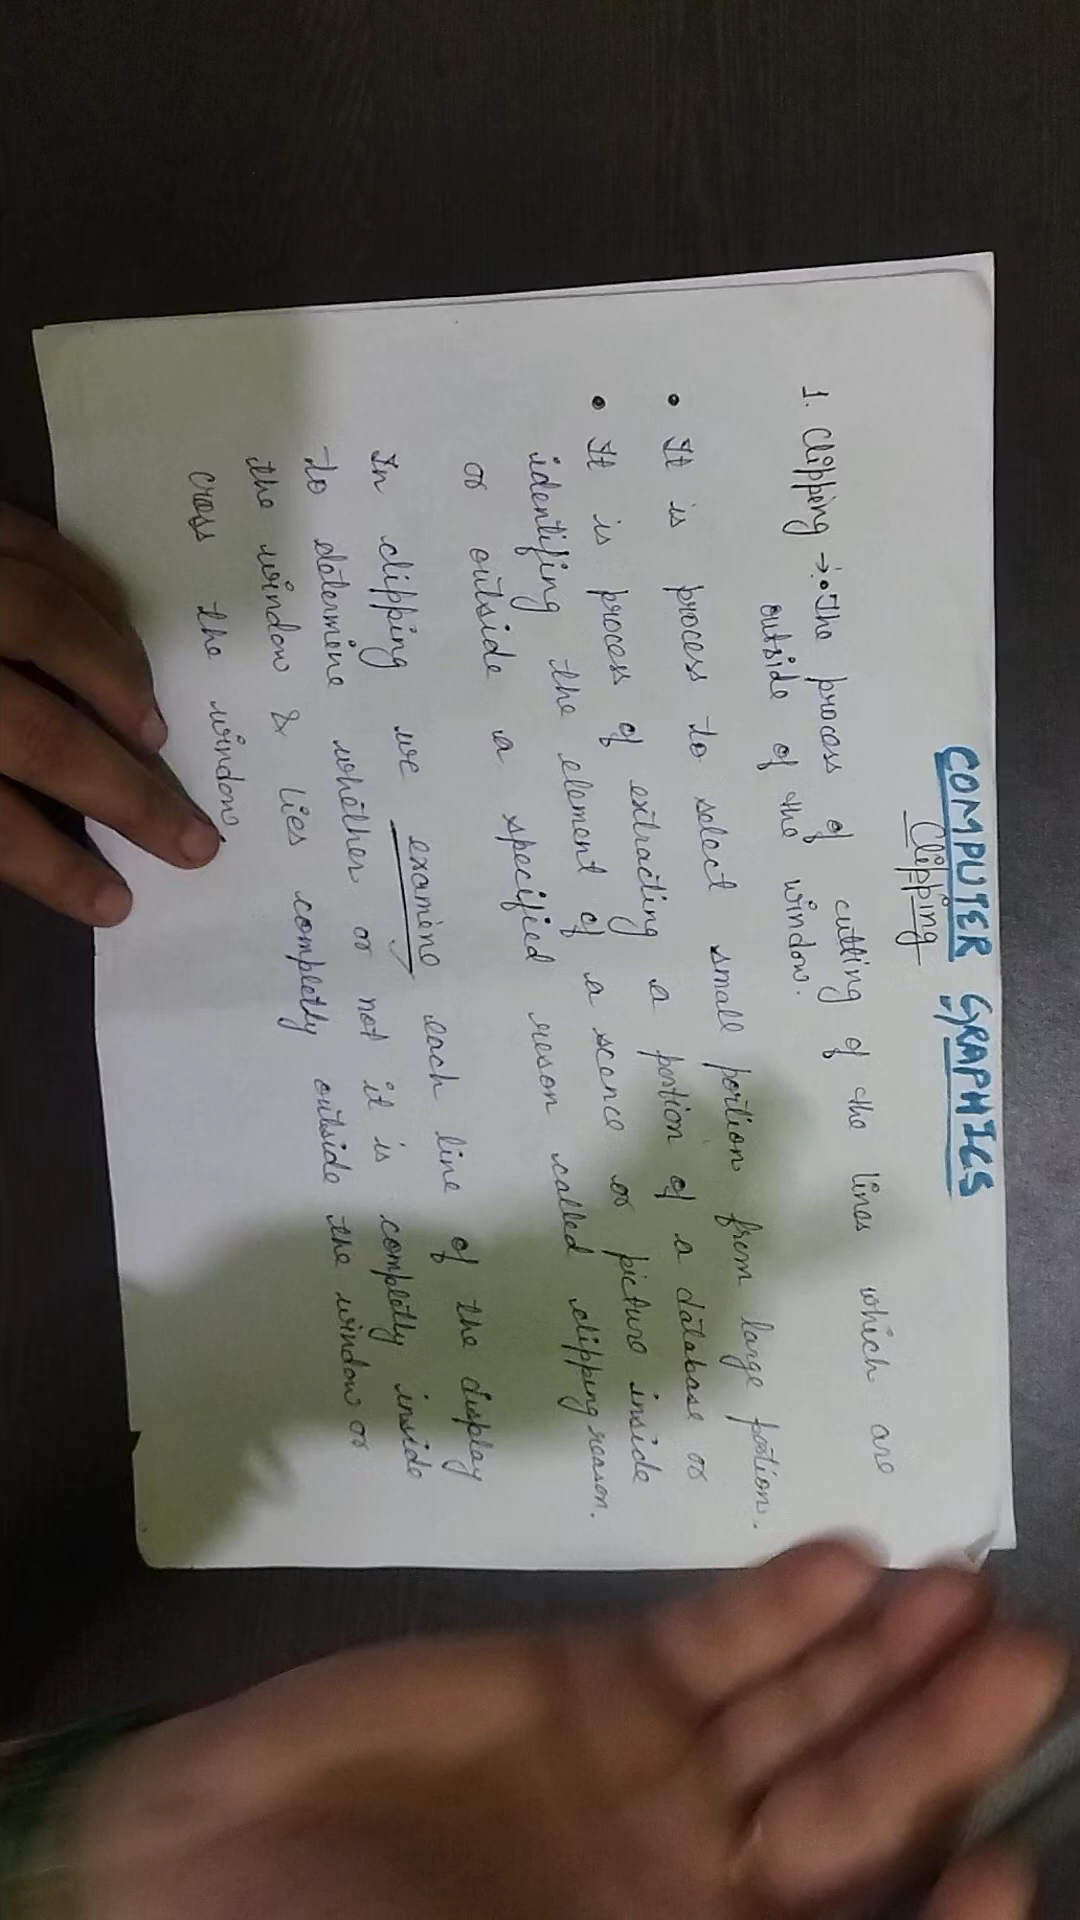 COMPUTER GRAPHICS
Clipping
1. Clipping →• The process of cutting of the lines which are
outside of the window.
• It is process to select small portion from large portion.
• It is process of extracting a portion of a database or
identifing the element of a scence or picture inside
or outside a specified reson called clipping reason.
In clipping we examine each line of the display
to determine whether or not it is completly inside
the window & lies completly outside the window or
cross the window.